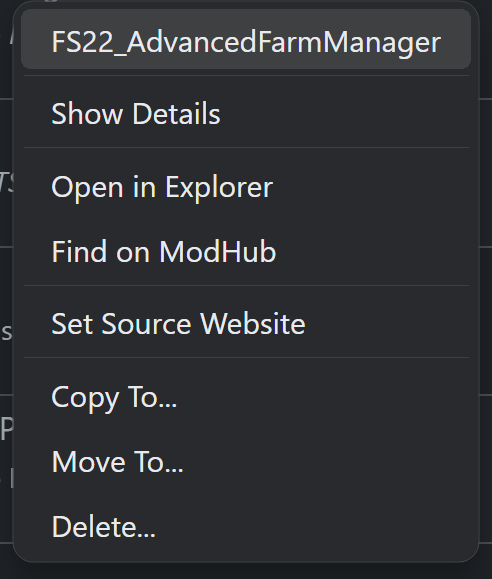 FS22_AdvancedFarmManager
Show Details
Open in Explorer
Find on ModHub
Set Source Website
Copy To...
Move To...
Delete...